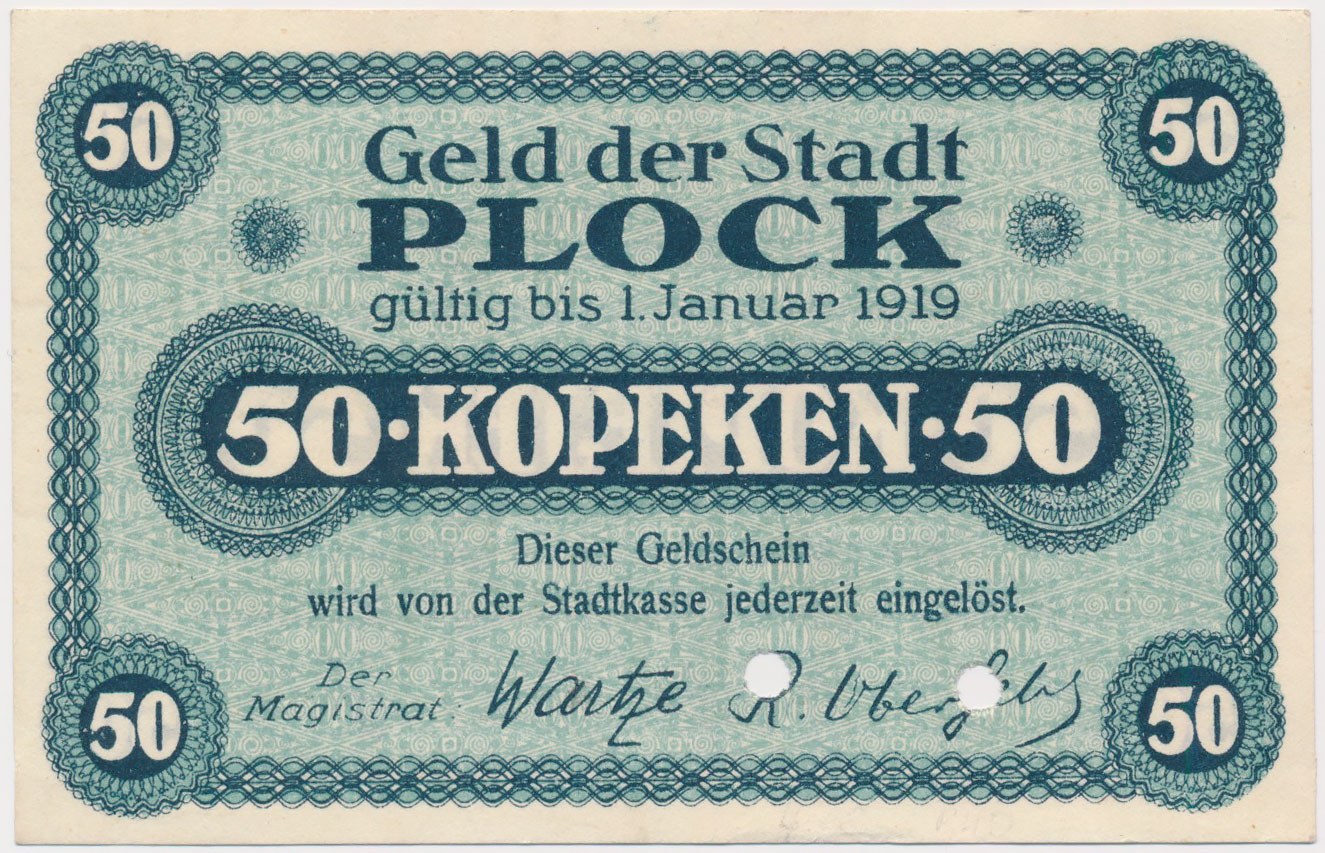 50 50
Geld der Stadt
PLOCK
gültig bis 1. Januar 1919
50·KOPEKEN·50
Dieser Geldschein
wird von der Stadtkasse jederzeit eingelöst.
Der
Magistrat: Wartze R.
50 50